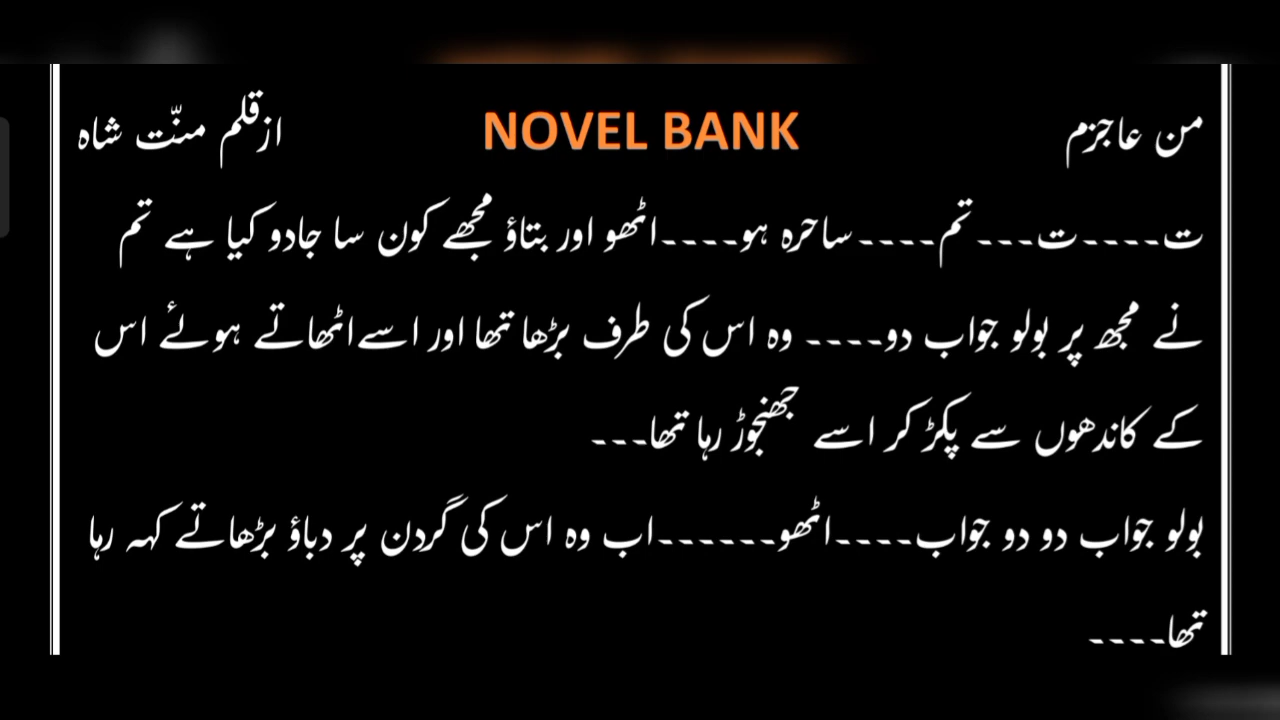 من عاجزم NOVEL BANK ازقلم منّت شاہ
ت----ت---تم----ساحرہ ہو----اٹھو اور بتاؤ مجھے کون سا جادو کیا ہے تم
نے مجھ پر بولو جواب دو---- وہ اس کی طرف بڑھا تھا اور اسے اٹھاتے ہوئے اس
کے کاندھوں سے پکڑ کر اسے جھنجوڑ رہا تھا---
بولو جواب دو دو جواب----اٹھو------اب وہ اس کی گردن پر دباؤ بڑھاتے کہہ رہا
تھا----